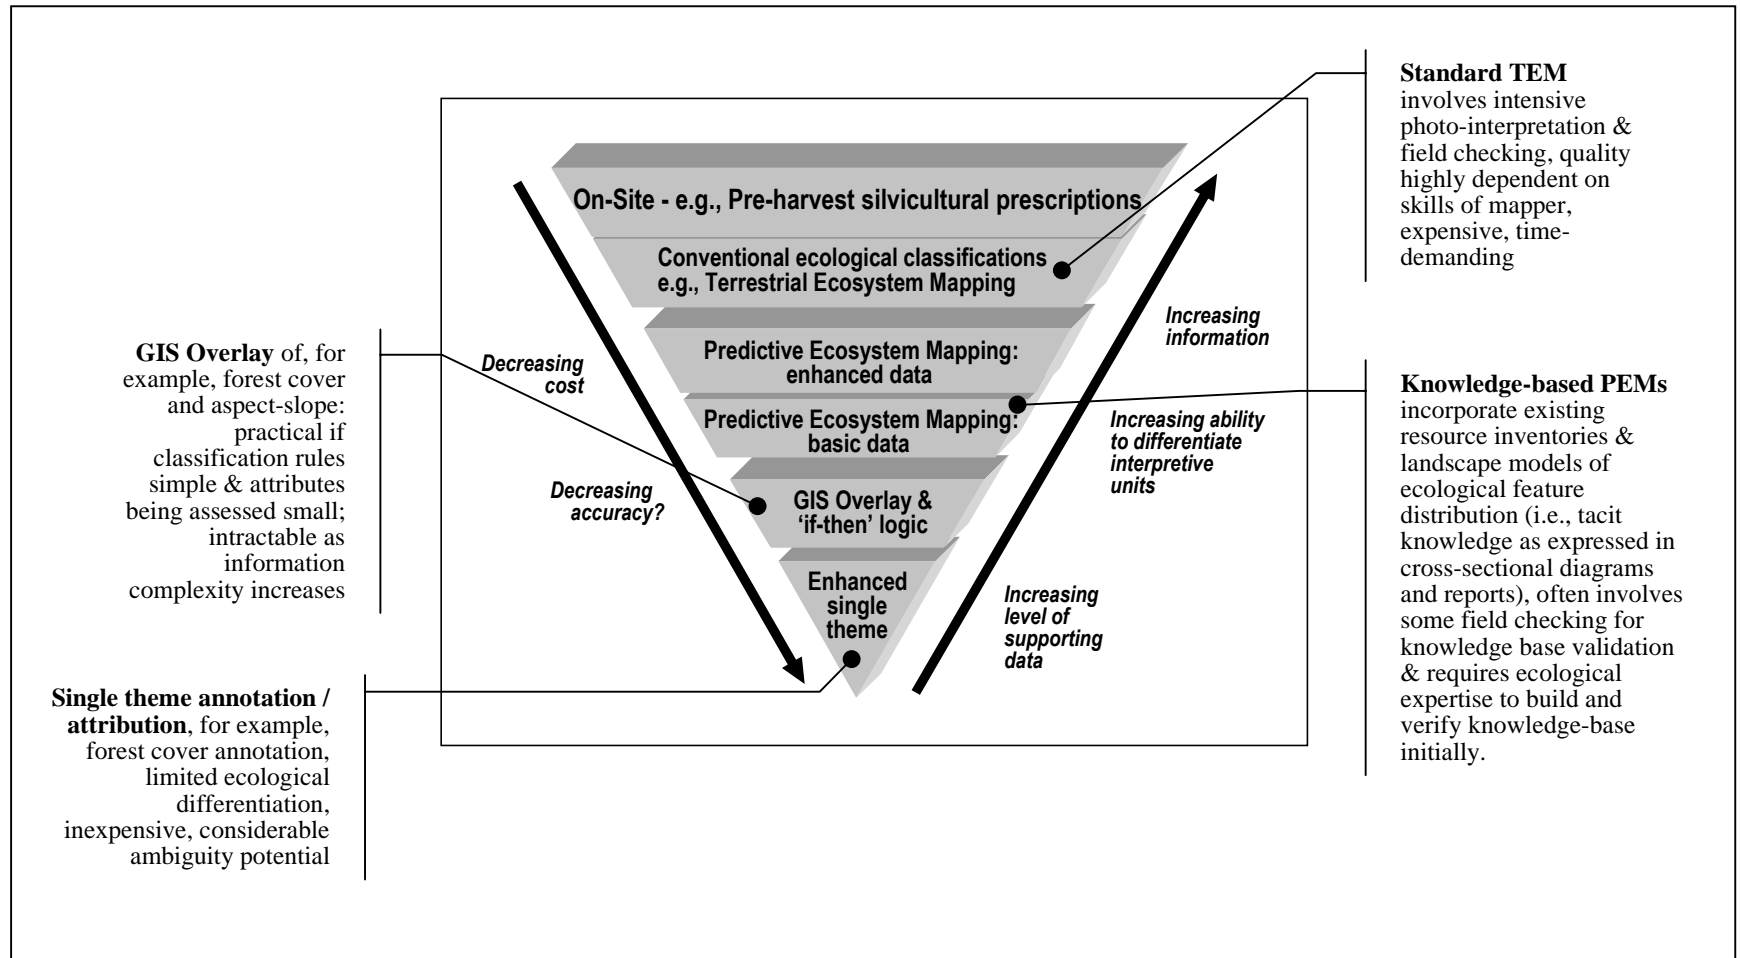 On-Site - e.g., Pre-harvest silvicultural prescriptions
Conventional ecological classifications
e.g., Terrestrial Ecosystem Mapping
Predictive Ecosystem Mapping:
enhanced data
Predictive Ecosystem Mapping:
basic data
GIS Overlay &
‘if-then’ logic
Enhanced
single
theme
Decreasing
cost
Decreasing
accuracy?
Increasing
information
Increasing ability
to differentiate
interpretive
units
Increasing
level of
supporting
data
GIS Overlay of, for
example, forest cover
and aspect-slope:
practical if
classification rules
simple & attributes
being assessed small;
intractable as
information
complexity increases
Single theme annotation /
attribution, for example,
forest cover annotation,
limited ecological
differentiation,
inexpensive, considerable
ambiguity potential
Standard TEM
involves intensive
photo-interpretation &
field checking, quality
highly dependent on
skills of mapper,
expensive, time-
demanding
Knowledge-based PEMs
incorporate existing
resource inventories &
landscape models of
ecological feature
distribution (i.e., tacit
knowledge as expressed in
cross-sectional diagrams
and reports), often involves
some field checking for
knowledge base validation
& requires ecological
expertise to build and
verify knowledge-base
initially.